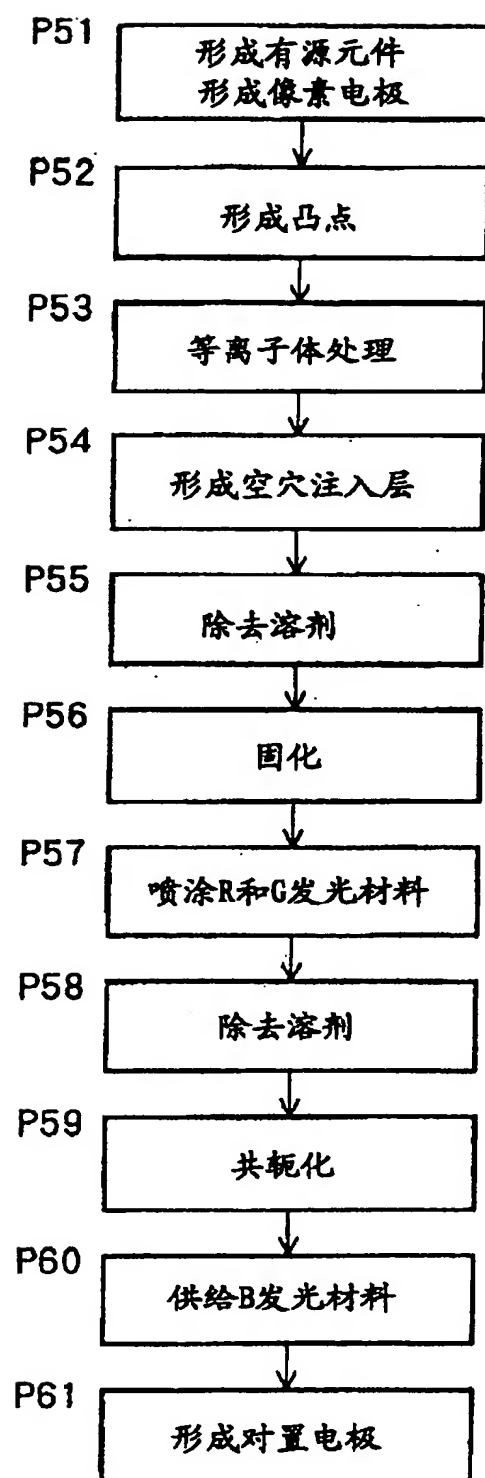 P51
形成有源元件
形成像素电极
P52
形成凸点
P53
等离子体处理
P54
形成空穴注入层
P55
除去溶剂
P56
固化
P57
喷涂R和G发光材料
P58
除去溶剂
P59
共轭化
P60
供给B发光材料
P61
形成对置电极